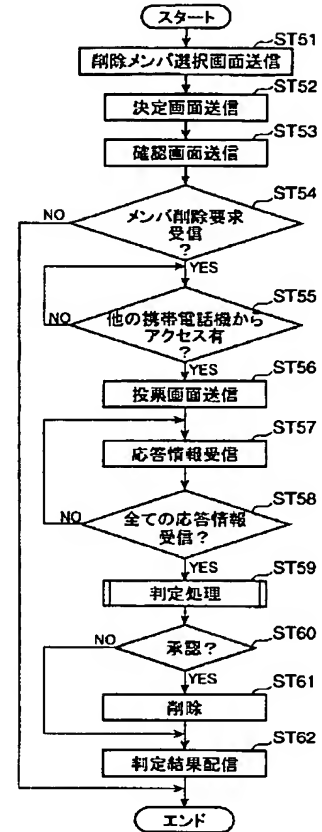 スタート
ST51
削除メンバ選択画面送信
ST52
決定画面送信
ST53
確認画面送信
ST54
NO
メンバ削除要求
受信
?
YES
ST55
NO
他の携帯電話機から
アクセス有
?
YES
ST56
投票画面送信
ST57
応答情報受信
ST58
NO
全ての応答情報
受信?
YES
ST59
判定処理
ST60
NO
承認?
YES
ST61
削除
ST62
判定結果配信
エンド